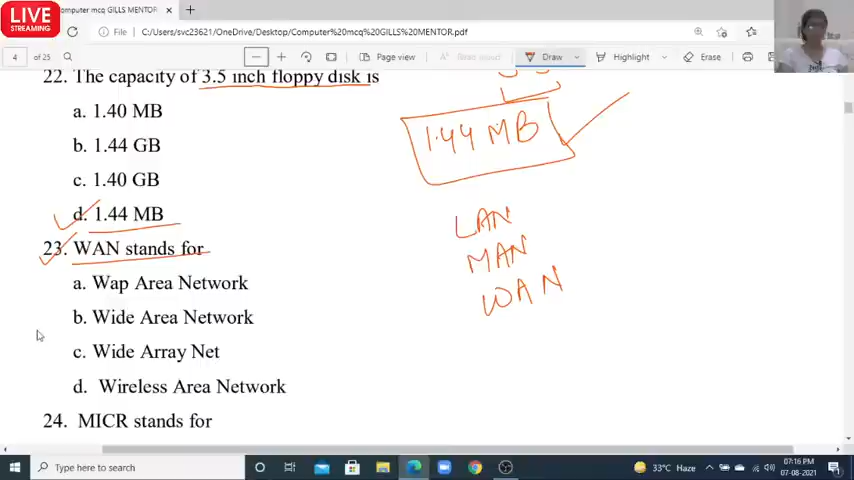 LIVE
STREAMING
Computer mcq GILLS MENTOR.pdf
File
C:/Users/svc23621/OneDrive/Desktop/Computer%20mcq%20GILLS%20MENTOR.pdf
4 of 25
Page view
Draw
Highlight
Erase
22. The capacity of 3.5 inch floppy disk is
a. 1.40 MB
b. 1.44 GB
c. 1.40 GB
d. 1.44 MB
1.44 MB
LAN
MAN
WAN
23. WAN stands for
a. Wap Area Network
b. Wide Area Network
c. Wide Array Net
d. Wireless Area Network
24. MICR stands for
Type here to search
33°C Haze
07:16 PM
07-08-2021